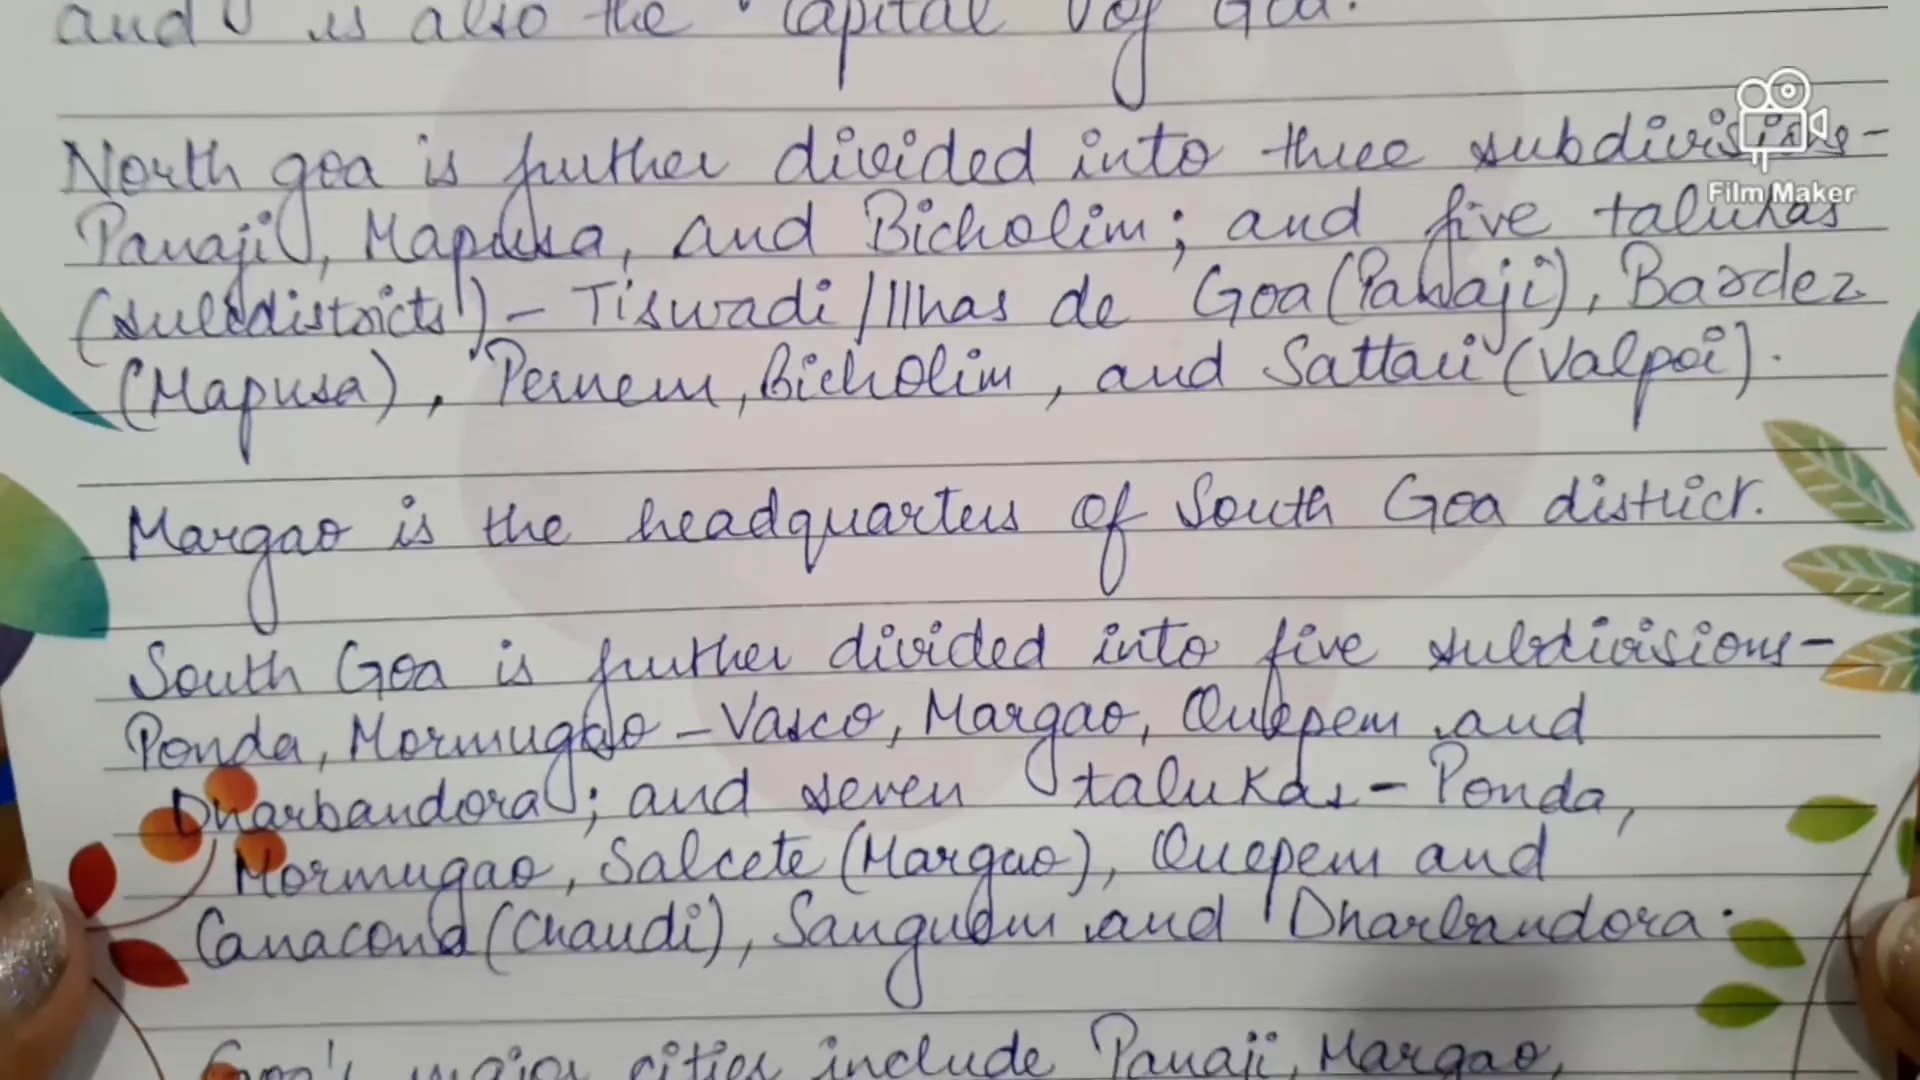 and is also the capital of Goa.
North goa is further divided into three subdivisions-
Panaji, Mapusa, and Bicholim; and five talukas
(subdistricts) - Tiswadi/Ilhas de Goa (Panaji), Bardez
(Mapusa), Pernem, Bicholim, and Sattari (Valpoi).
Margao is the headquarters of South Goa district.
South Goa is further divided into five subdivisions-
Ponda, Mormugao - Vasco, Margao, Quepem and
Dharbandora; and seven talukas - Ponda,
Mormugao, Salcete (Margao), Quepem and
Canacona (Chaudi), Sanguem and Dharbandora.
Goa's major cities include Panaji, Margao,
Film Maker